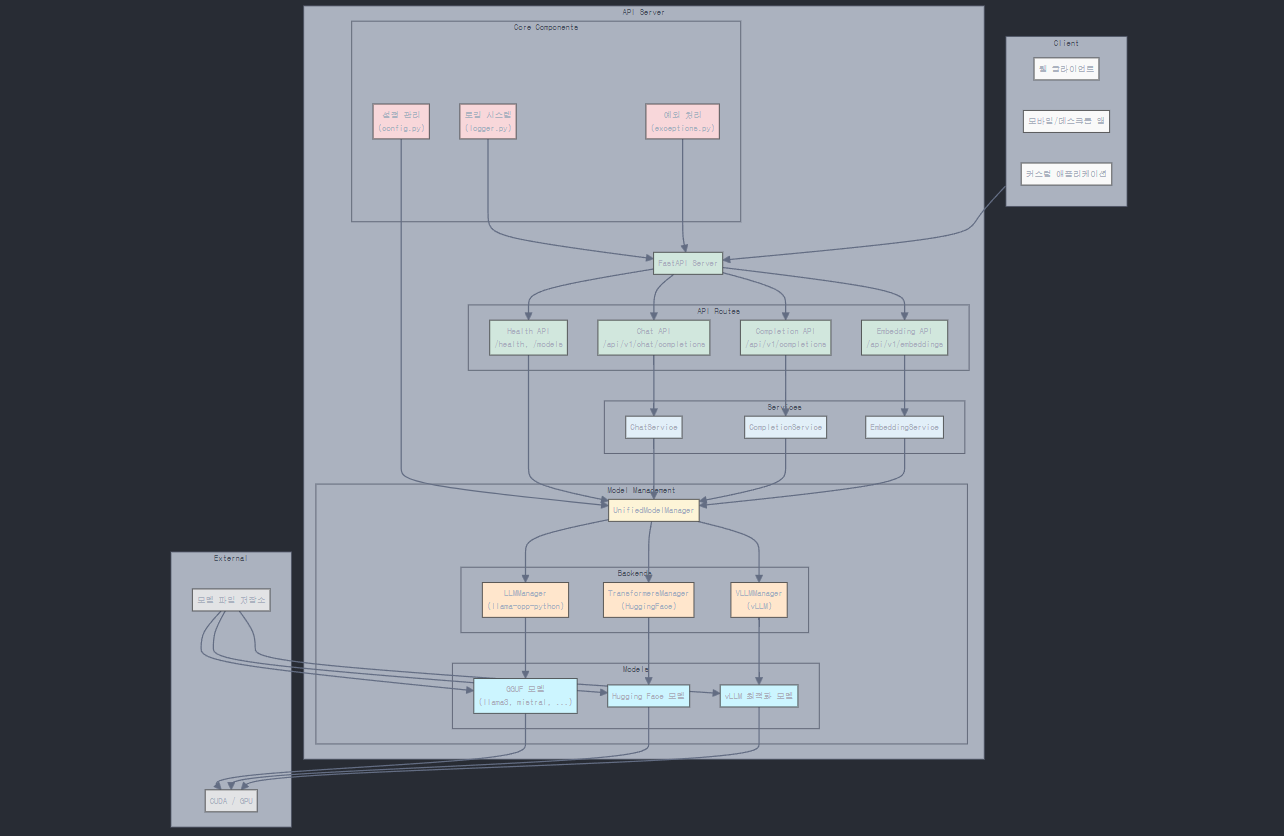 API Server
Core Components
Client
웹 클라이언트
설정 관리
(config.py)
로깅 시스템
(logger.py)
예외 처리
(exceptions.py)
모바일/데스크톱 앱
커스텀 애플리케이션
FastAPI Server
API Routes
Health API
/health, /models
Chat API
/api/v1/chat/completions
Completion API
/api/v1/completions
Embedding API
/api/v1/embeddings
Services
ChatService
CompletionService
EmbeddingService
Model Management
UnifiedModelManager
External
Backends
LLMManager
(llama-cpp-python)
TransformersManager
(HuggingFace)
VLLMManager
(vLLM)
모델 파일 저장소
Models
GGUF 모델
(llama3, mistral, ...)
Hugging Face 모델
vLLM 최적화 모델
CUDA / GPU